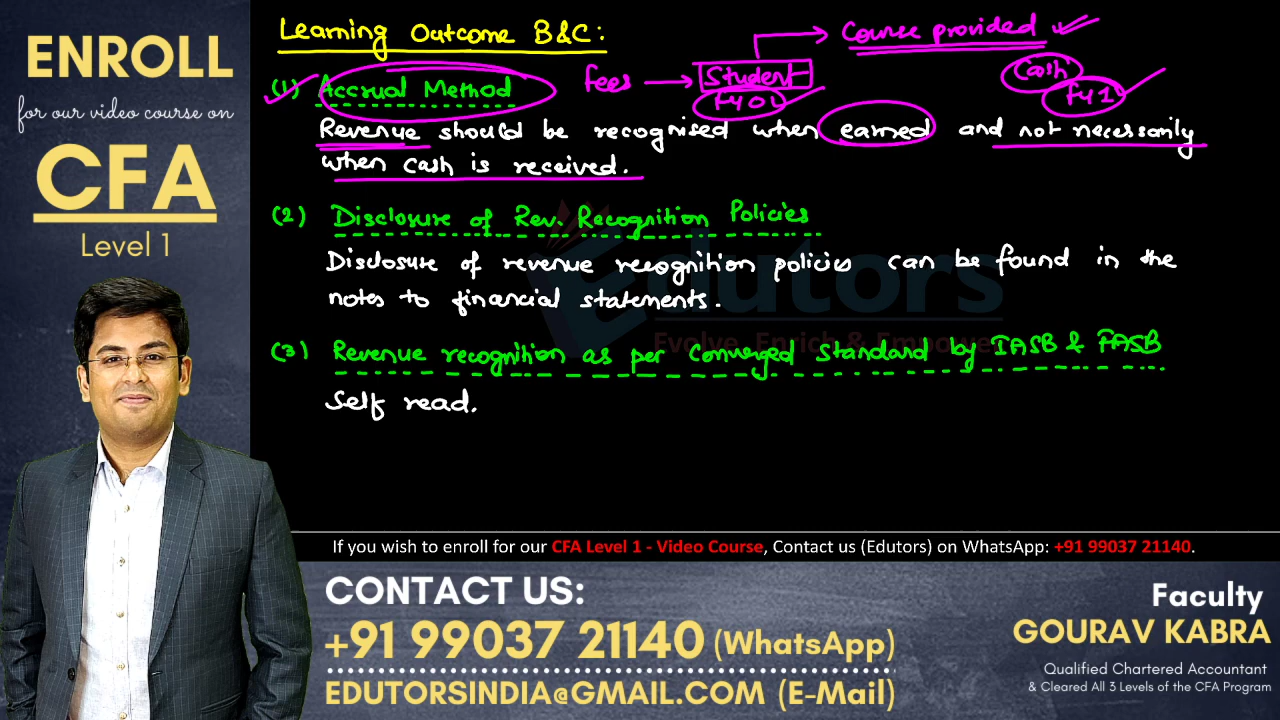 ENROLL
for our video course on
CFA
Level 1
Learning Outcome B&C:
Course provided
(1) Accrual Method
fees
Student
Cash
FY01
FY1
Revenue should be recognised when earned and not necessarily
when cash is received.
(2) Disclosure of Rev. Recognition Policies
Disclosure of revenue recognition policies can be found in the
notes to financial statements.
Edutors
Evolve, Enrich & Empower
(3) Revenue recognition as per Converged Standard by IASB & FASB
Self read.
If you wish to enroll for our CFA Level 1 - Video Course, Contact us (Edutors) on WhatsApp: +91 99037 21140.
CONTACT US:
+91 99037 21140 (WhatsApp)
EDUTORSINDIA@GMAIL.COM (E-Mail)
Faculty
GOURAV KABRA
Qualified Chartered Accountant
& Cleared All 3 Levels of the CFA Program